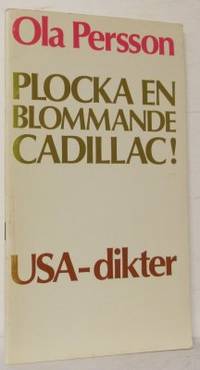 Ola Persson
PLOCKA EN
BLOMMANDE
CADILLAC!
USA-dikter